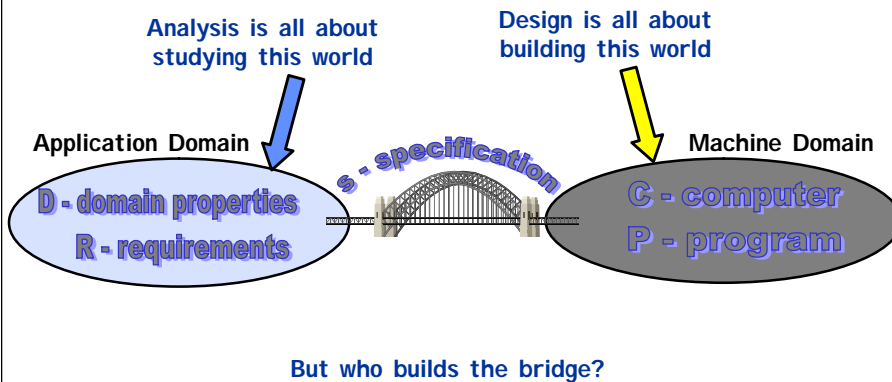 Analysis is all about
studying this world
Design is all about
building this world
Application Domain
s - specification
Machine Domain
D - domain properties
R - requirements
C - computer
P - program
But who builds the bridge?